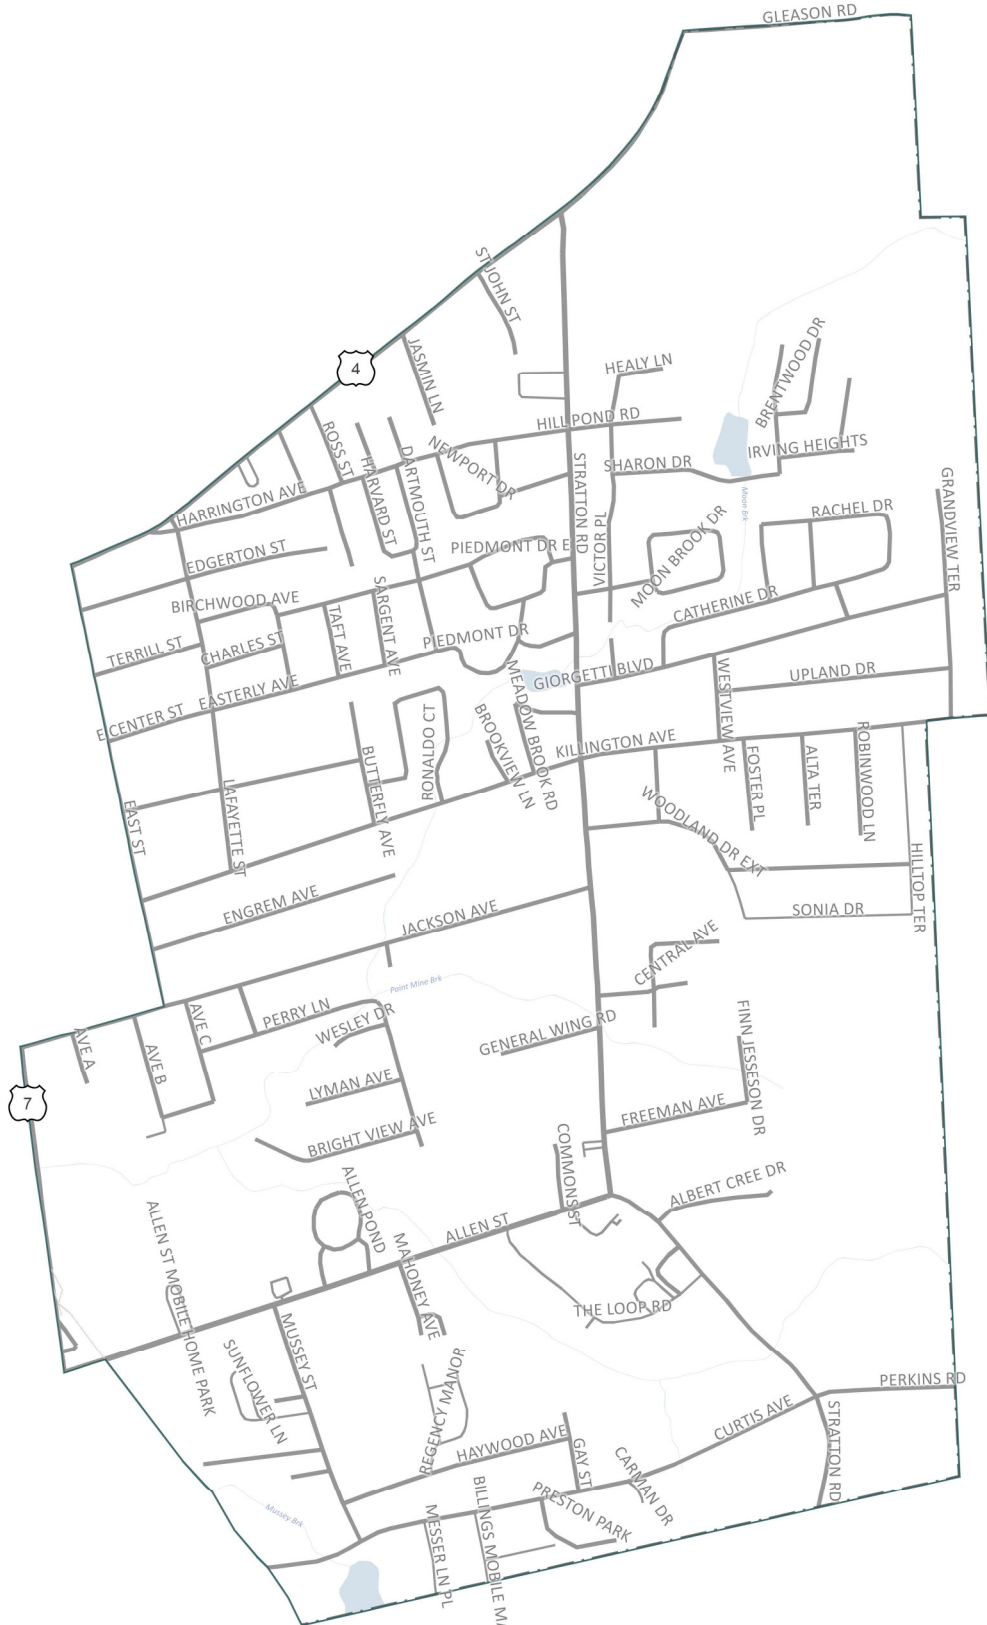 GLEASON RD
ST JOHN ST
4
JASMIN LN
HEALY LN
BRENTWOOD DR
HILL POND RD
ROSS ST
NEWPORT DR
IRVING HEIGHTS
SHARON DR
STRATTON RD
HARVARD ST
DARTMOUTH ST
HARRINGTON AVE
GRANDVIEW TER
Moon Brk
RACHEL DR
VICTOR PL
MOON BROOK DR
EDGERTON ST
PIEDMONT DR E
BIRCHWOOD AVE
SARGENT AVE
CATHERINE DR
TAFT AVE
PIEDMONT DR
TERRILL ST
CHARLES ST
GIORGETTI BLVD
UPLAND DR
WESTVIEW AVE
EASTERLY AVE
MEADOW BROOK RD
E CENTER ST
RONALDO CT
BROOKVIEW LN
KILLINGTON AVE
ROBINWOOD LN
BUTTERFLY AVE
FOSTER PL
ALTA TER
LAFAYETTE ST
EAST ST
WOODLAND DR EXT
HILLTOP TER
ENGREM AVE
JACKSON AVE
SONIA DR
CENTRAL AVE
Paint Mine Brk
AVE C
PERRY LN
WESLEY DR
GENERAL WING RD
FINN JESSESON DR
AVE A
AVE B
7
LYMAN AVE
FREEMAN AVE
BRIGHT VIEW AVE
COMMONS ST
ALLEN POND
ALBERT CREE DR
ALLEN ST MOBILE HOME PARK
ALLEN ST
MAHONEY AVE
THE LOOP RD
MUSSEY ST
SUNFLOWER LN
REGENCY MANOR
PERKINS RD
CURTIS AVE
STRATTON RD
HAYWOOD AVE
GAY ST
CARMAN DR
PRESTON PARK
Mussey Brk
MESSER LN PL
BILLINGS MOBILE MA